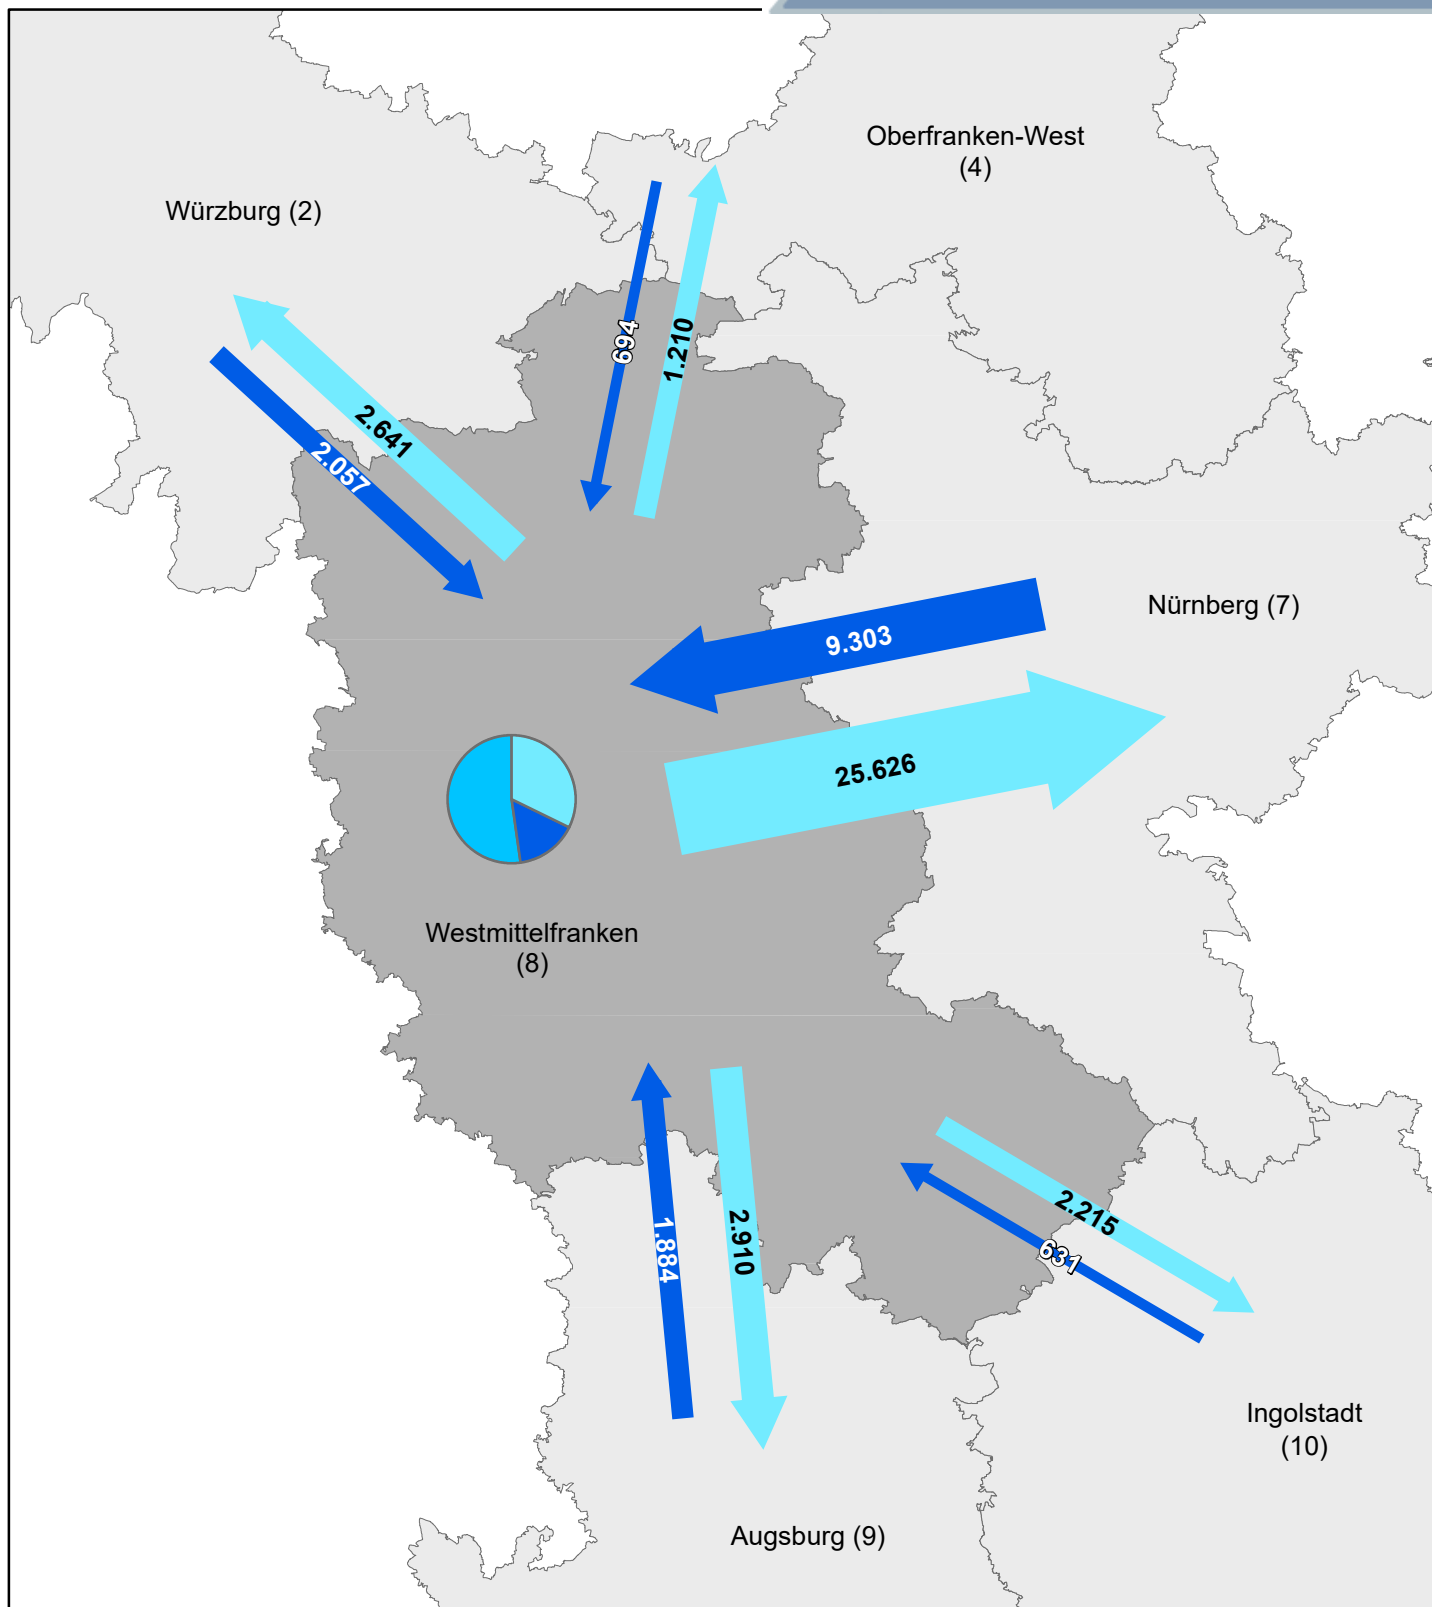 Oberfranken-West
(4)
Würzburg (2)
694
1.210
2.641
2.057
Nürnberg (7)
9.303
25.626
Westmittelfranken
(8)
2.215
631
1.884
2.910
Ingolstadt
(10)
Augsburg (9)